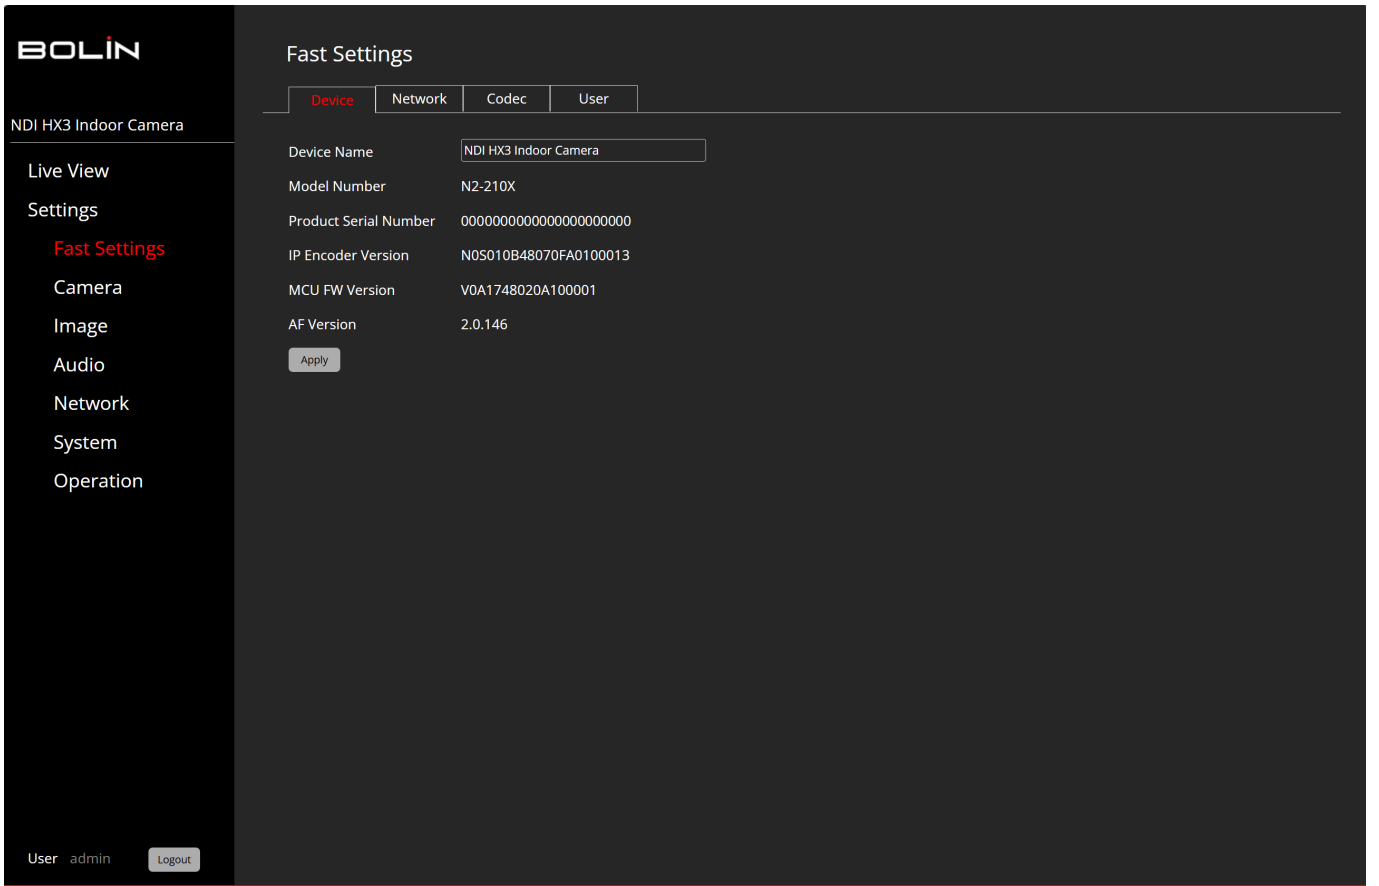 BOLIN
NDI HX3 Indoor Camera
Live View
Settings
Fast Settings
Camera
Image
Audio
Network
System
Operation
User admin
Logout
Fast Settings
Device Network Codec User
Device Name NDI HX3 Indoor Camera
Model Number N2-210X
Product Serial Number 0000000000000000000000
IP Encoder Version N0S010B48070FA0100013
MCU FW Version V0A1748020A100001
AF Version 2.0.146
Apply